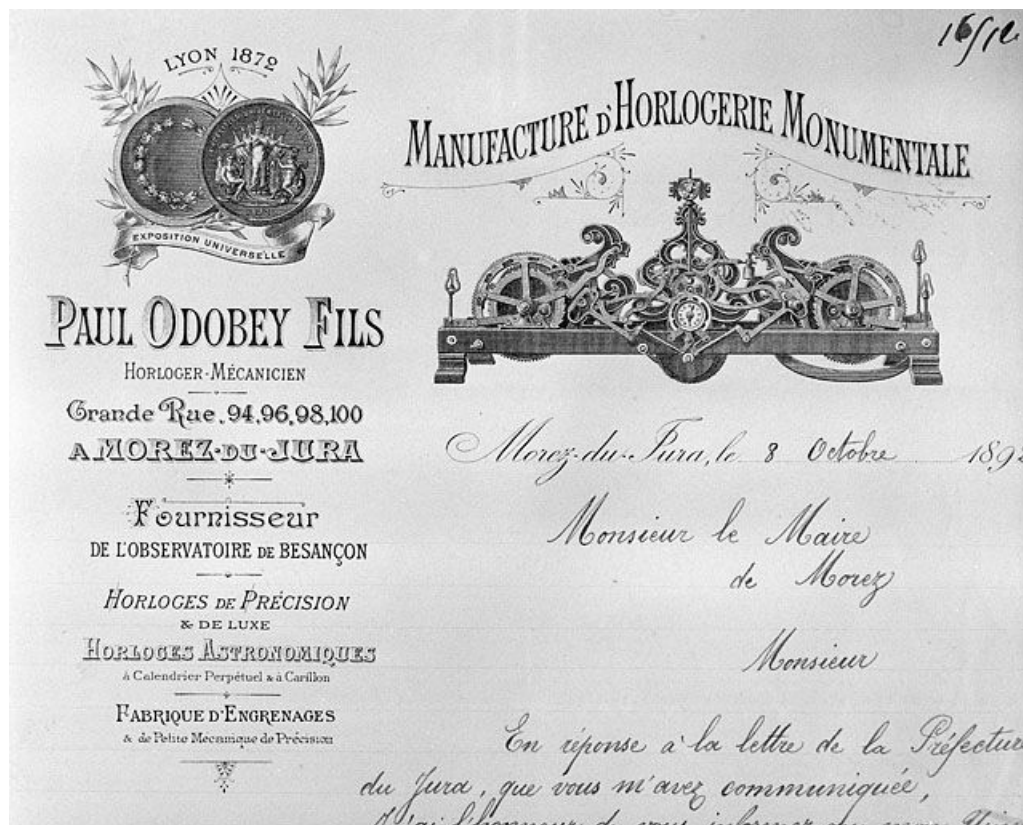 LYON 1872
EXPOSITION UNIVERSELLE
MANUFACTURE D'HORLOGERIE MONUMENTALE
PAUL ODOBEY FILS
HORLOGER-MÉCANICIEN
Grande Rue, 94,96,98,100
A MOREZ-DU-JURA
Fournisseur
DE L'OBSERVATOIRE DE BESANÇON
HORLOGES DE PRÉCISION
& DE LUXE
HORLOGES ASTRONOMIQUES
à Calendrier Perpétuel & à Carillon
FABRIQUE D'ENGRENAGES
& de Petite Mecanique de Précision
Morez-du-Jura, le 8 Octobre
Monsieur le Maire
de Morez
Monsieur
En réponse à la lettre de la Préfecture
du Jura, que vous m'avez communiquée,